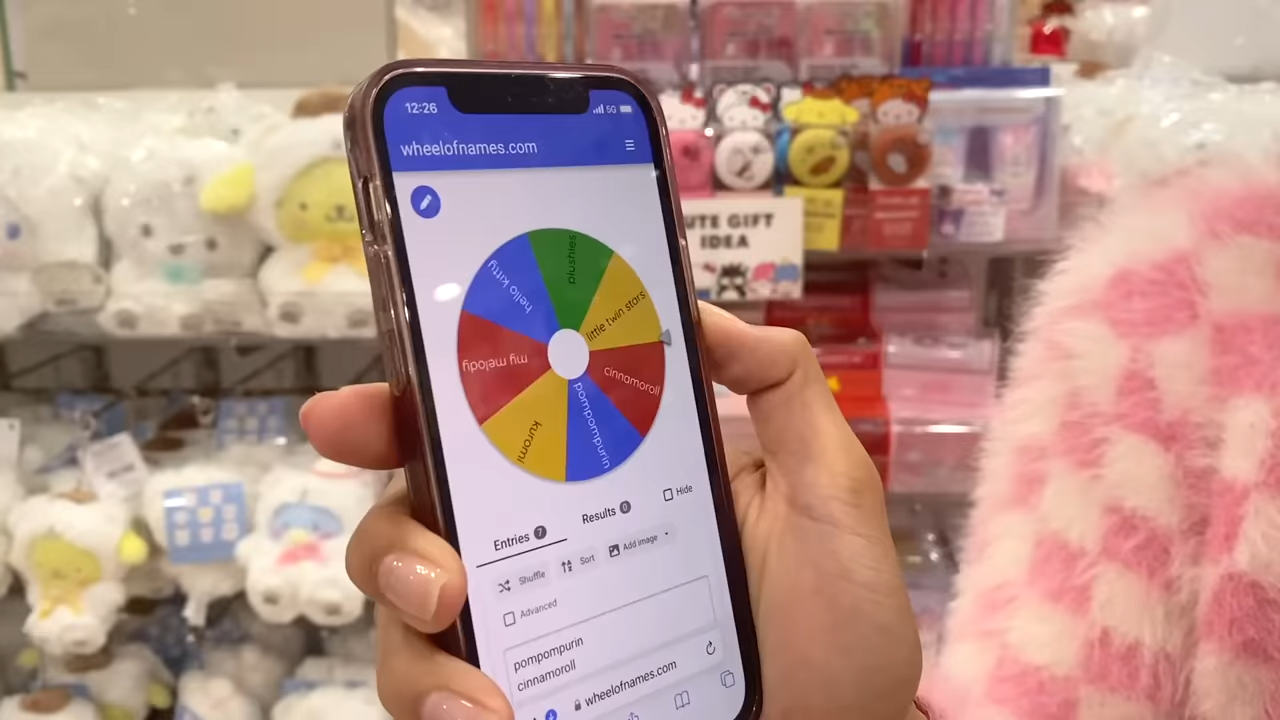 12:26
5G
wheelofnames.com
plushies
hello kitty
little twin stars
my melody
cinnamoroll
kuromi
pompompurin
Hide
Entries 7
Results 0
Shuffle
Sort
Add image
Advanced
pompompurin
cinnamoroll
wheelofnames.com
UTE GIFT
IDEA